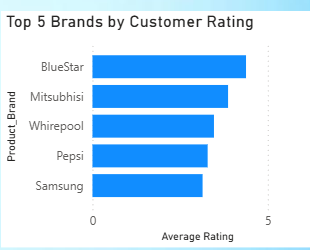 Top 5 Brands by Customer Rating
Product_Brand
BlueStar
Mitsubhisi
Whirepool
Pepsi
Samsung
0
5
Average Rating